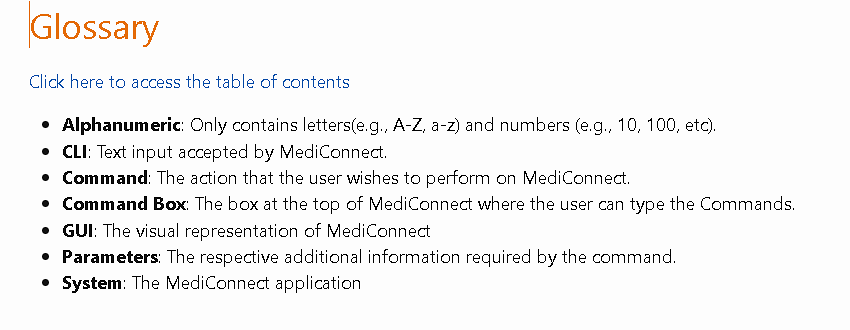 Glossary
Click here to access the table of contents
• Alphanumeric: Only contains letters(e.g., A-Z, a-z) and numbers (e.g., 10, 100, etc).
• CLI: Text input accepted by MediConnect.
• Command: The action that the user wishes to perform on MediConnect.
• Command Box: The box at the top of MediConnect where the user can type the Commands.
• GUI: The visual representation of MediConnect
• Parameters: The respective additional information required by the command.
• System: The MediConnect application